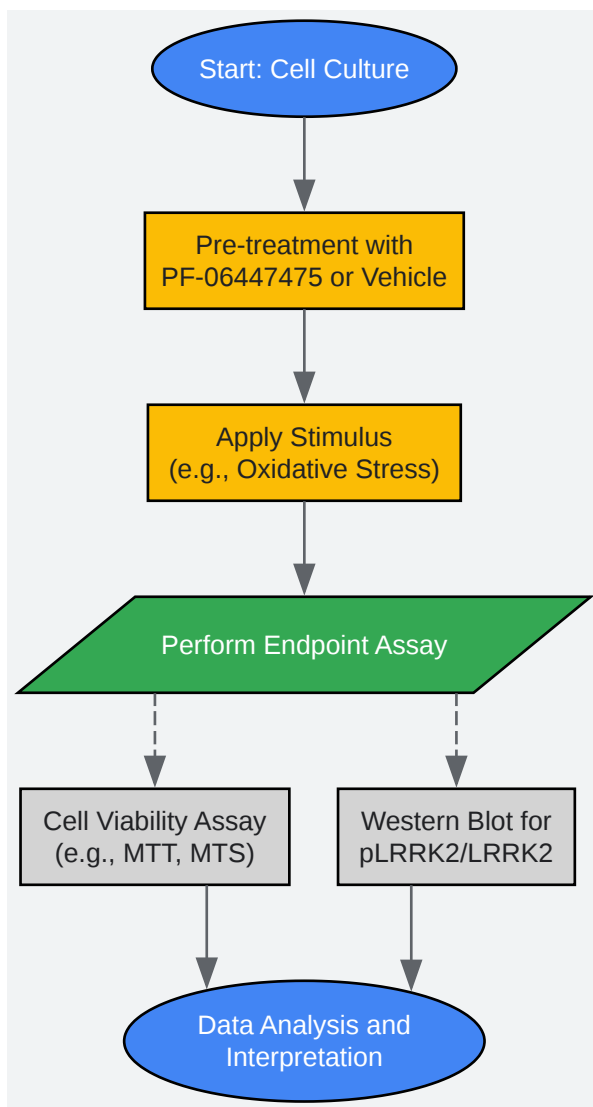 Start: Cell Culture
Pre-treatment with
PF-06447475 or Vehicle
Apply Stimulus
(e.g., Oxidative Stress)
Perform Endpoint Assay
Cell Viability Assay
(e.g., MTT, MTS)
Western Blot for
pLRRK2/LRRK2
Data Analysis and
Interpretation